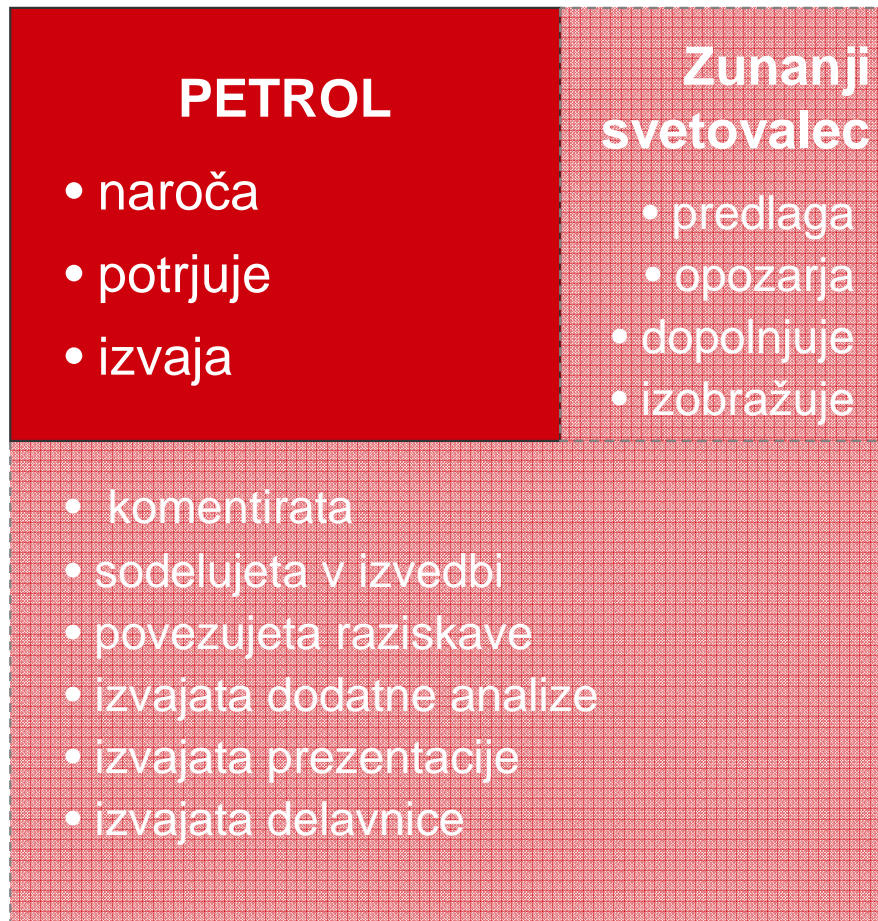 PETROL
• naroča
• potrjuje
• izvaja
Zunanji
svetovalec
• predlaga
• opozarja
• dopolnjuje
• izobražuje
• komentirata
• sodelujeta v izvedbi
• povezujeta raziskave
• izvajata dodatne analize
• izvajata prezentacije
• izvajata delavnice